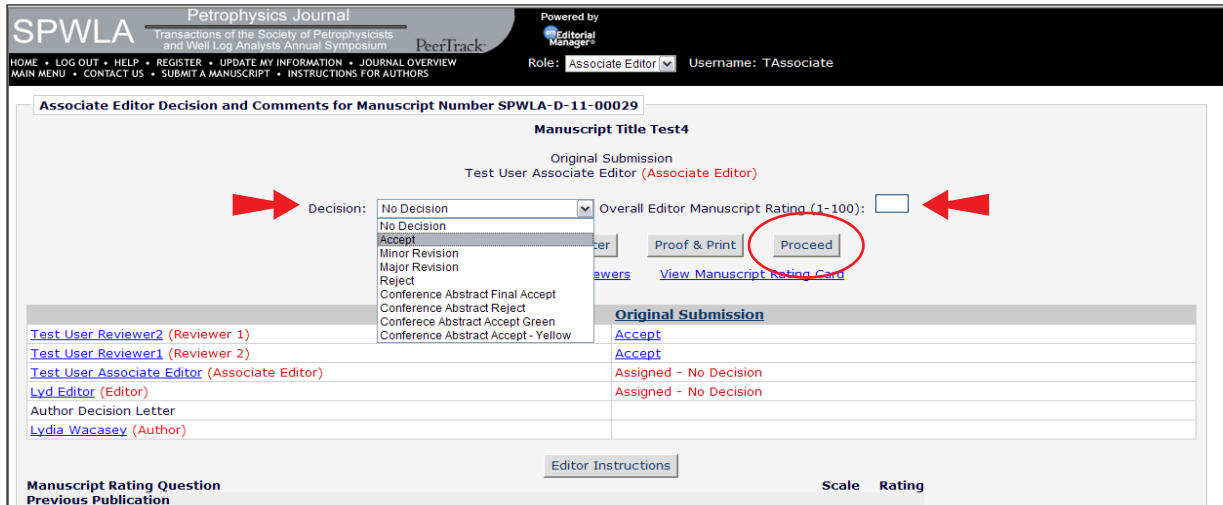 SPWLA
Petrophysics Journal
Transactions of the Society of Petrophysicists
and Well Log Analysts Annual Symposium
PeerTrack
Powered by
Editorial
Manager®
HOME • LOG OUT • HELP • REGISTER • UPDATE MY INFORMATION • JOURNAL OVERVIEW
MAIN MENU • CONTACT US • SUBMIT A MANUSCRIPT • INSTRUCTIONS FOR AUTHORS
Role: Associate Editor Username: TAssociate
Associate Editor Decision and Comments for Manuscript Number SPWLA-D-11-00029
Manuscript Title Test4
Original Submission
Test User Associate Editor (Associate Editor)
Decision: No Decision Overall Editor Manuscript Rating (1-100):
No Decision
Accept
Minor Revision
Major Revision
Reject
Conference Abstract Final Accept
Conference Abstract Reject
Conferece Abstract Accept Green
Conference Abstract Accept - Yellow
Proof & Print Proceed
View Manuscript Rating Card
Original Submission
Test User Reviewer2 (Reviewer 1) Accept
Test User Reviewer1 (Reviewer 2) Accept
Test User Associate Editor (Associate Editor) Assigned - No Decision
Lyd Editor (Editor) Assigned - No Decision
Author Decision Letter
Lydia Wacasey (Author)
Editor Instructions
Manuscript Rating Question Scale Rating
Previous Publication